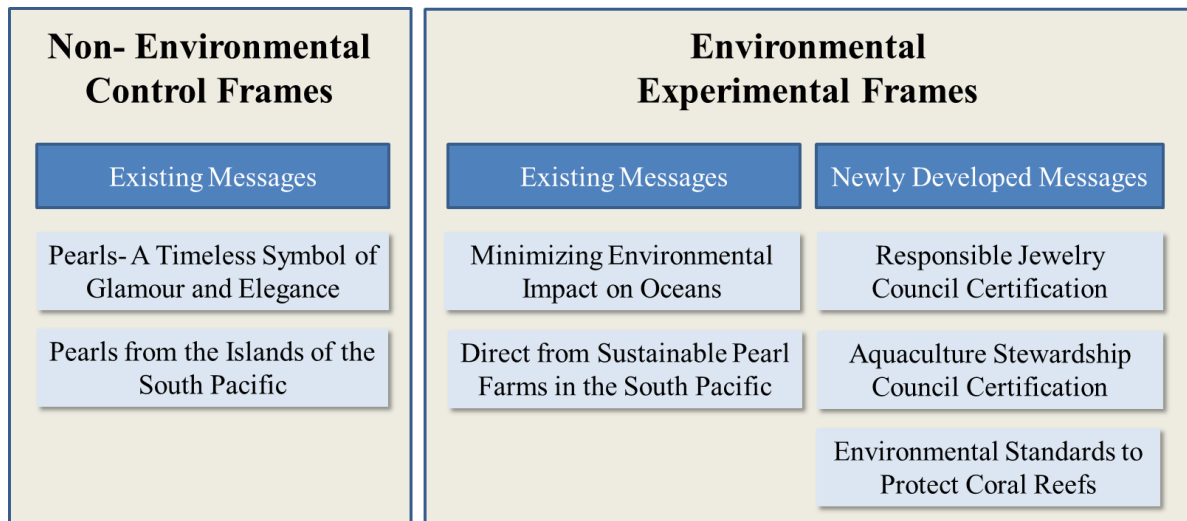 Non- Environmental
Control Frames
Existing Messages
Pearls- A Timeless Symbol of
Glamour and Elegance
Pearls from the Islands of the
South Pacific
Environmental
Experimental Frames
Existing Messages
Minimizing Environmental
Impact on Oceans
Direct from Sustainable Pearl
Farms in the South Pacific
Newly Developed Messages
Responsible Jewelry
Council Certification
Aquaculture Stewardship
Council Certification
Environmental Standards to
Protect Coral Reefs